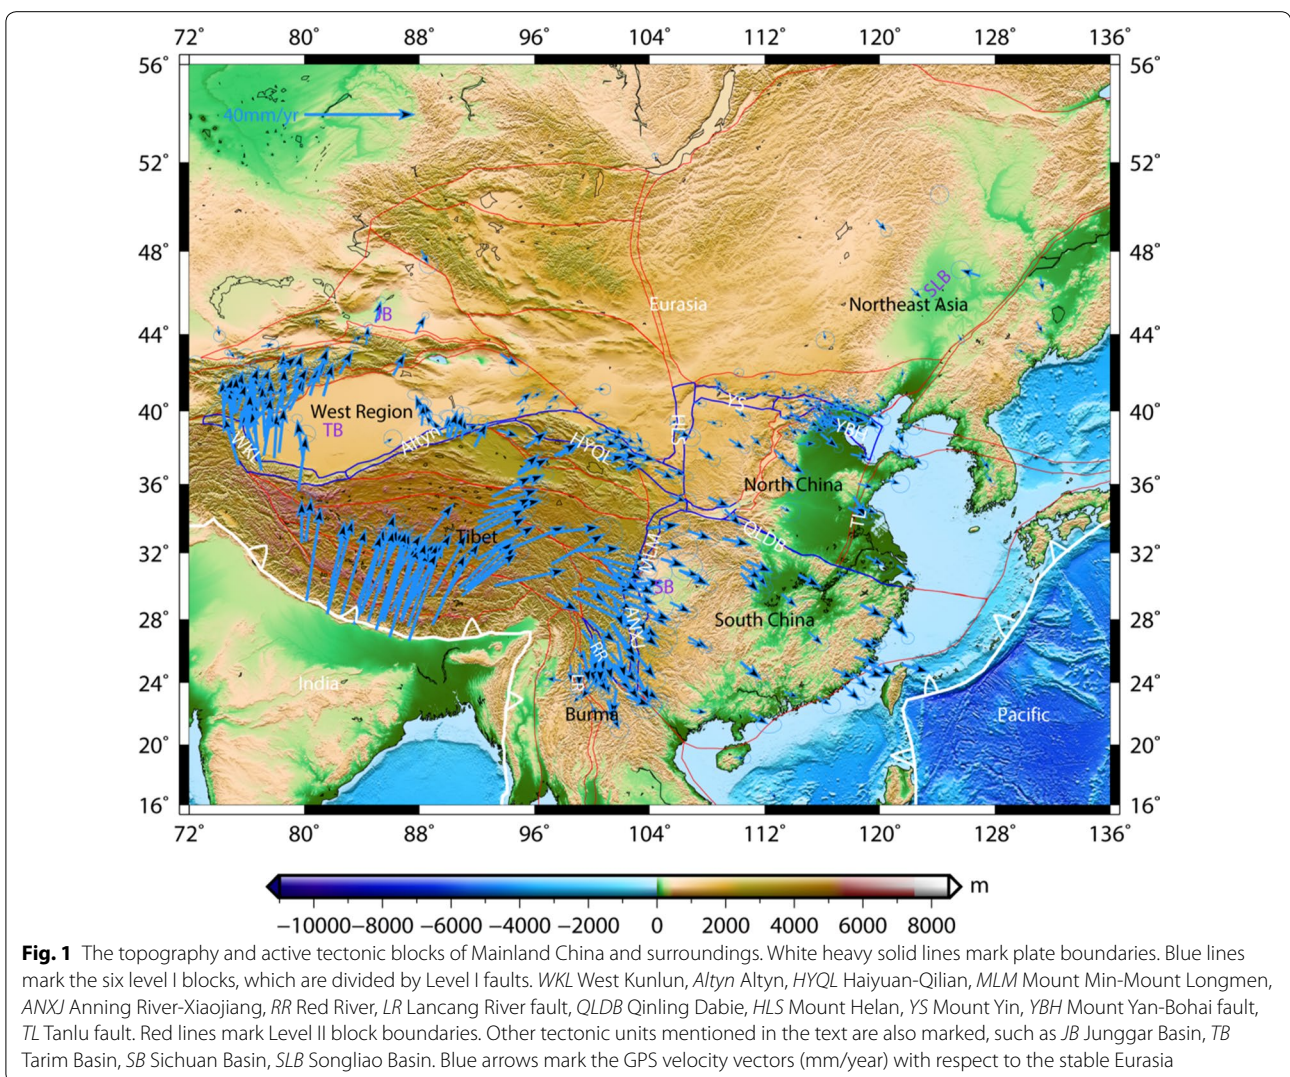 72° 80° 88° 96° 104° 112° 120° 128° 136°
56° 56°
40mm/yr
52° 52°
48° 48°
SLB
Eurasia Northeast Asia
JB
44° 44°
40° West Region 40°
TB
WKL Altyn HYQL HLS YS YBH
36° North China 36°
TL
Tibet QLDB
32° MLM 32°
SB
28° ANXJ South China 28°
RR
24° India LR 24°
Burma Pacific
20° 20°
16° 16°
72° 80° 88° 96° 104° 112° 120° 128° 136°
m
−10000 −8000 −6000 −4000 −2000 0 2000 4000 6000 8000
Fig. 1 The topography and active tectonic blocks of Mainland China and surroundings. White heavy solid lines mark plate boundaries. Blue lines
mark the six level I blocks, which are divided by Level I faults. WKL West Kunlun, Altyn Altyn, HYQL Haiyuan-Qilian, MLM Mount Min-Mount Longmen,
ANXJ Anning River-Xiaojiang, RR Red River, LR Lancang River fault, QLDB Qinling Dabie, HLS Mount Helan, YS Mount Yin, YBH Mount Yan-Bohai fault,
TL Tanlu fault. Red lines mark Level II block boundaries. Other tectonic units mentioned in the text are also marked, such as JB Junggar Basin, TB
Tarim Basin, SB Sichuan Basin, SLB Songliao Basin. Blue arrows mark the GPS velocity vectors (mm/year) with respect to the stable Eurasia